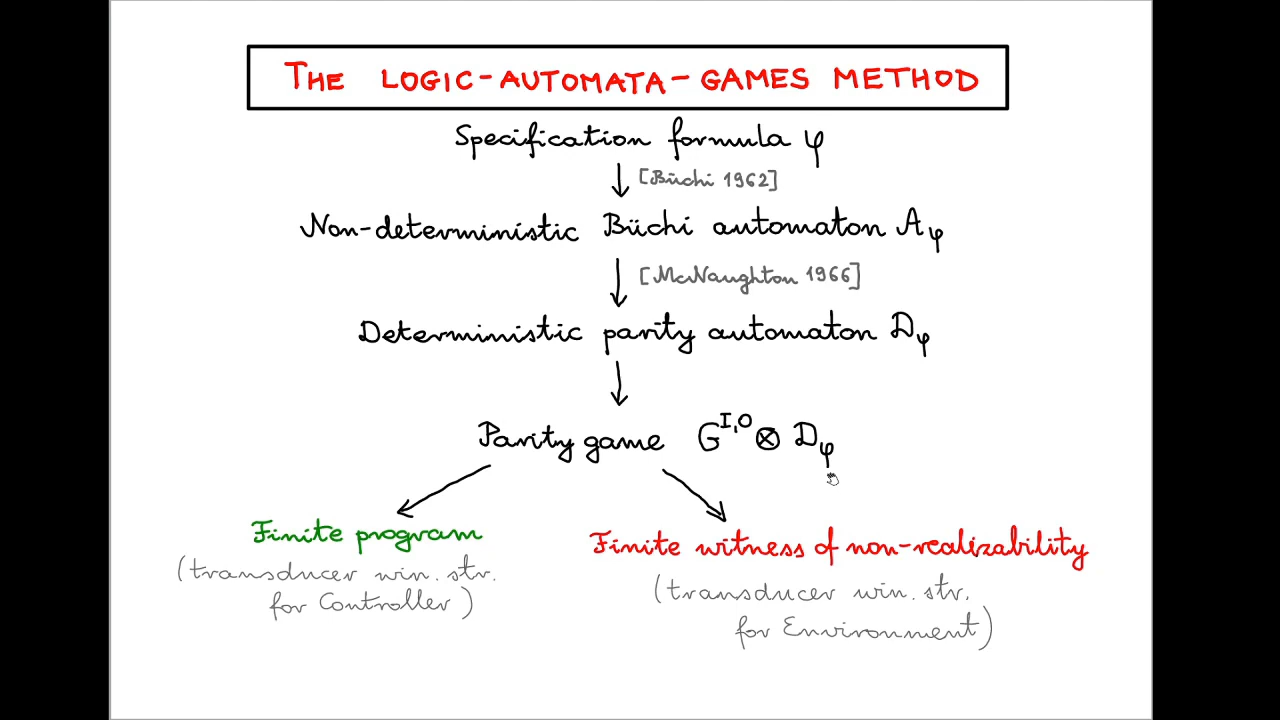 THE LOGIC-AUTOMATA-GAMES METHOD
Specification formula φ
[Büchi 1962]
Non-deterministic Büchi automaton Aφ
[McNaughton 1966]
Deterministic parity automaton Dφ
Parity game G^I,O ⊗ Dφ
Finite program
(transducer win. str.
for Controller)
Finite witness of non-realizability
(transducer win. str.
for Environment)